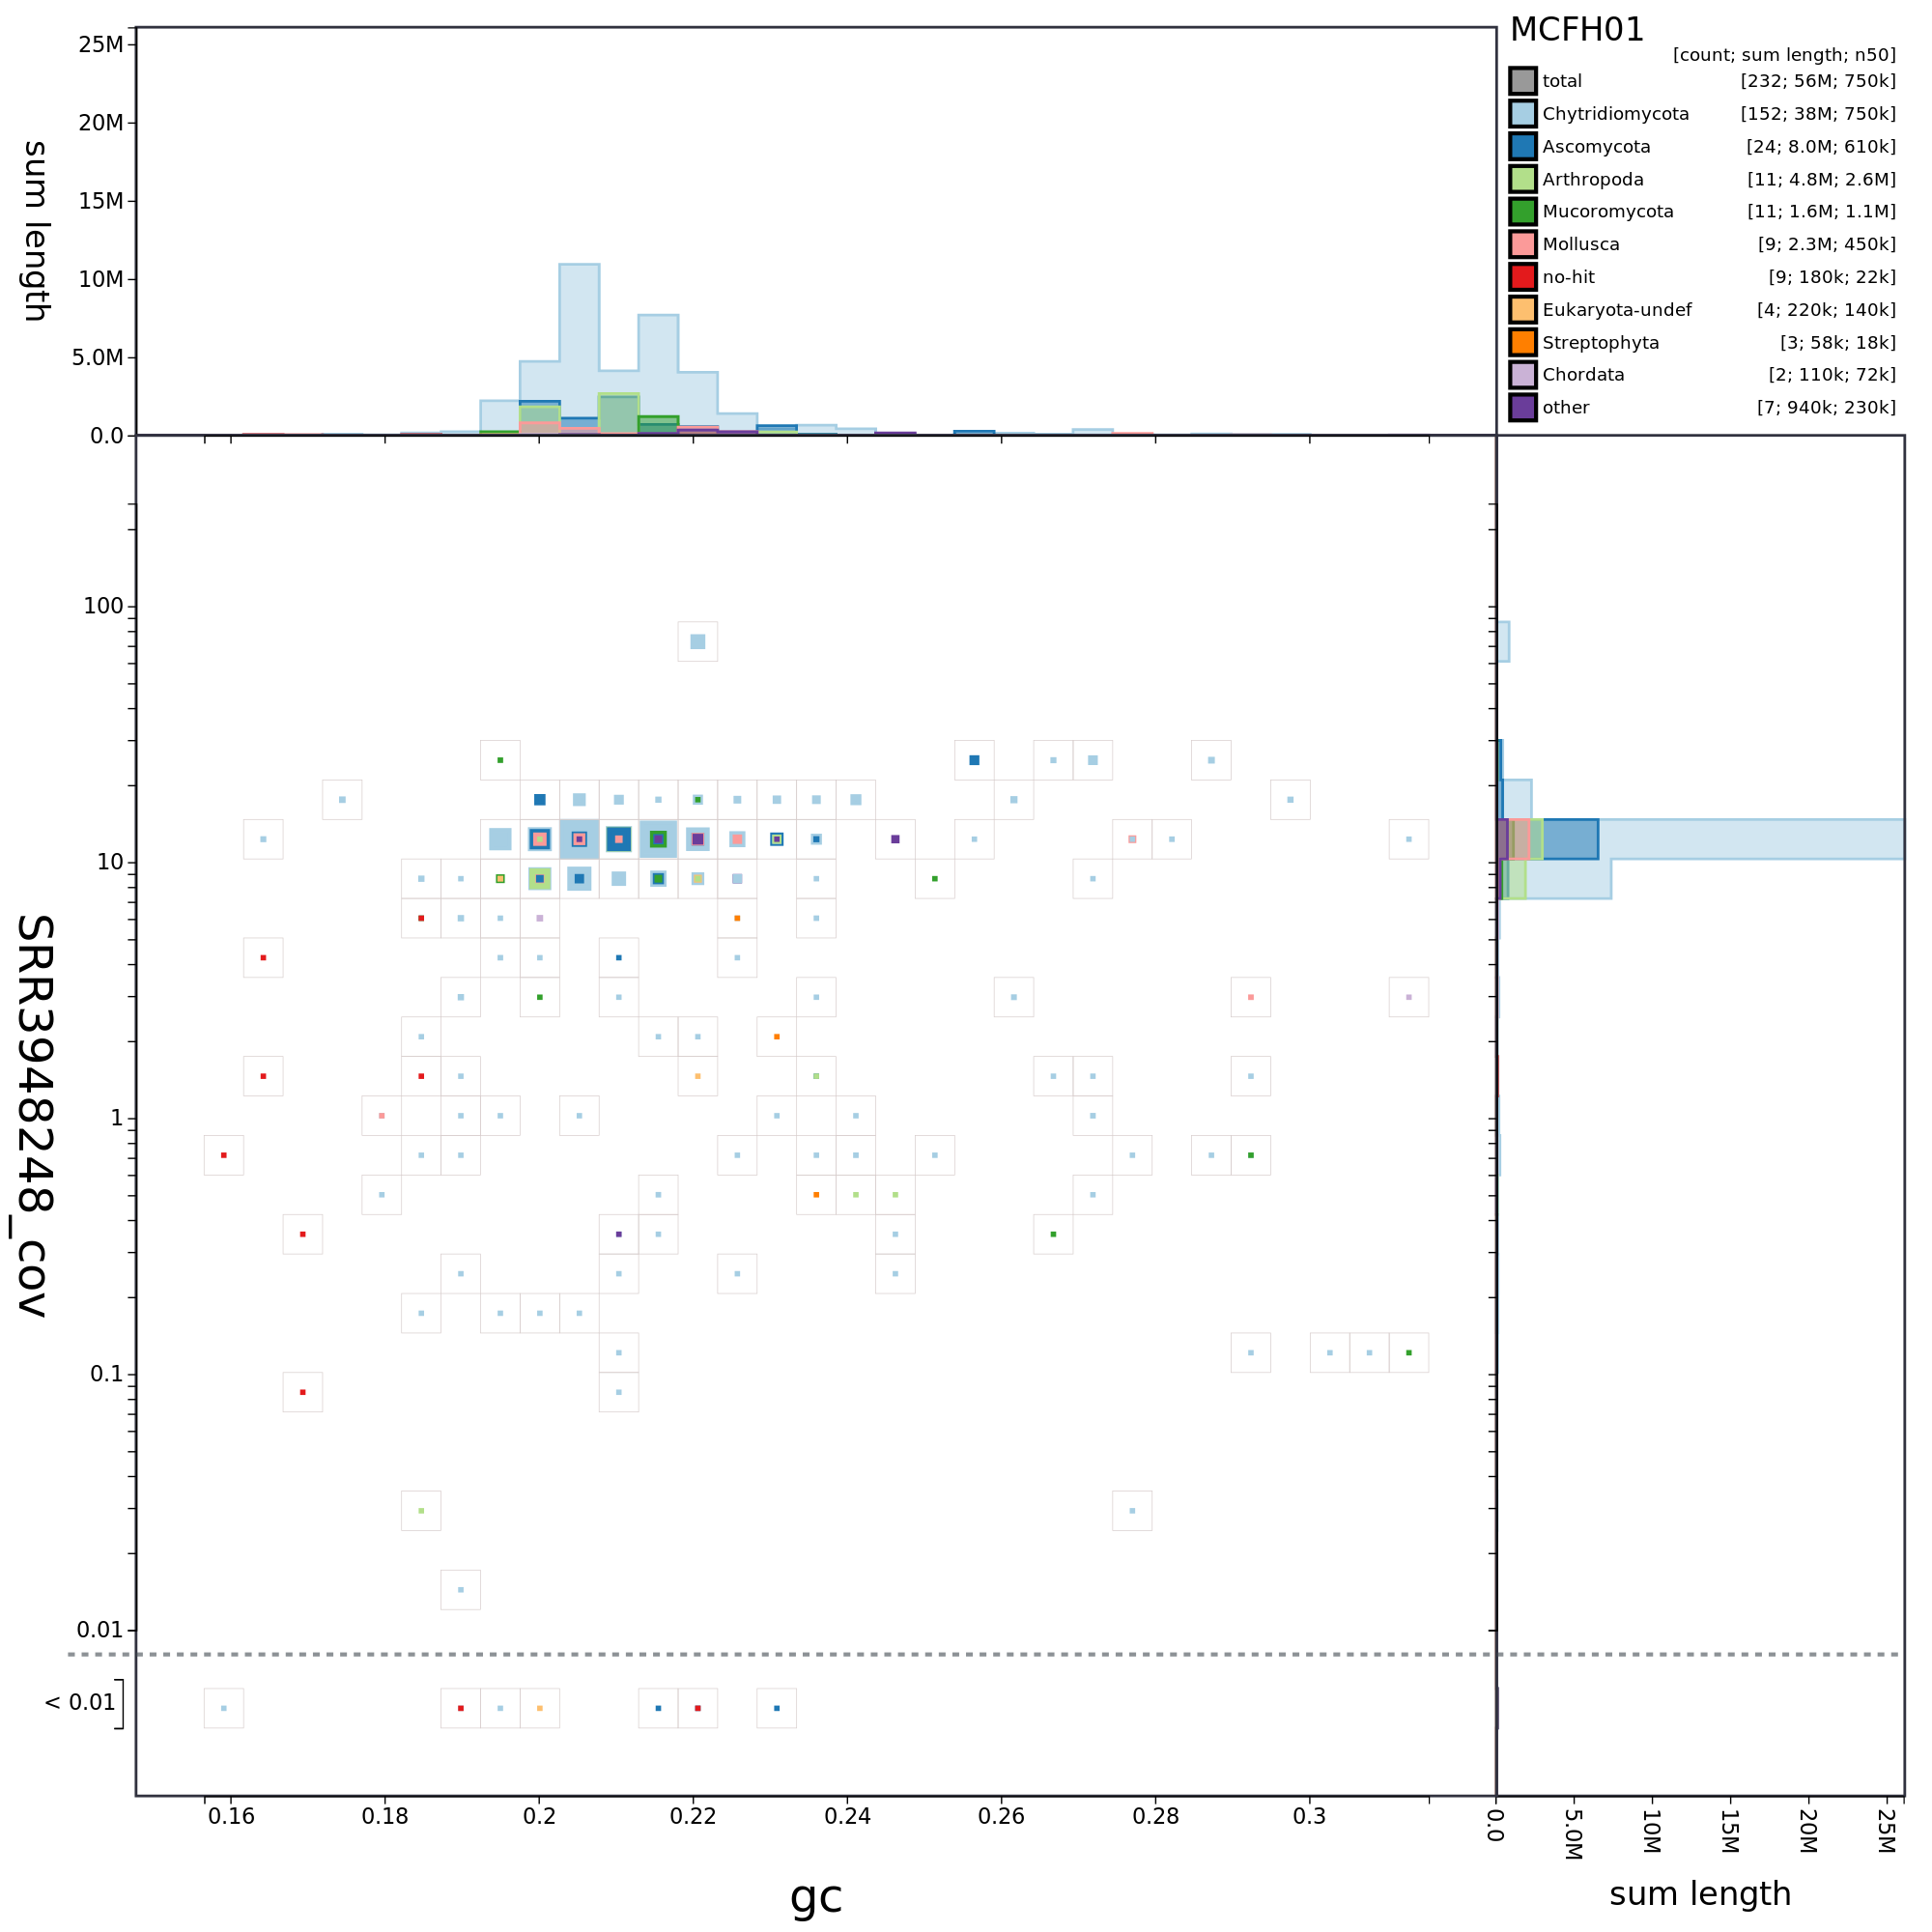 MCFH01
[count; sum length; n50]
total [232; 56M; 750k]
Chytridiomycota [152; 38M; 750k]
Ascomycota [24; 8.0M; 610k]
Arthropoda [11; 4.8M; 2.6M]
Mucoromycota [11; 1.6M; 1.1M]
Mollusca [9; 2.3M; 450k]
no-hit [9; 180k; 22k]
Eukaryota-undef [4; 220k; 140k]
Streptophyta [3; 58k; 18k]
Chordata [2; 110k; 72k]
other [7; 940k; 230k]
sum length
25M
20M
15M
10M
5.0M
0.0
SRR3948248_cov
100
10
1
0.1
0.01
< 0.01
0.16 0.18 0.2 0.22 0.24 0.26 0.28 0.3
gc
0.0 5.0M 10M 15M 20M 25M
sum length